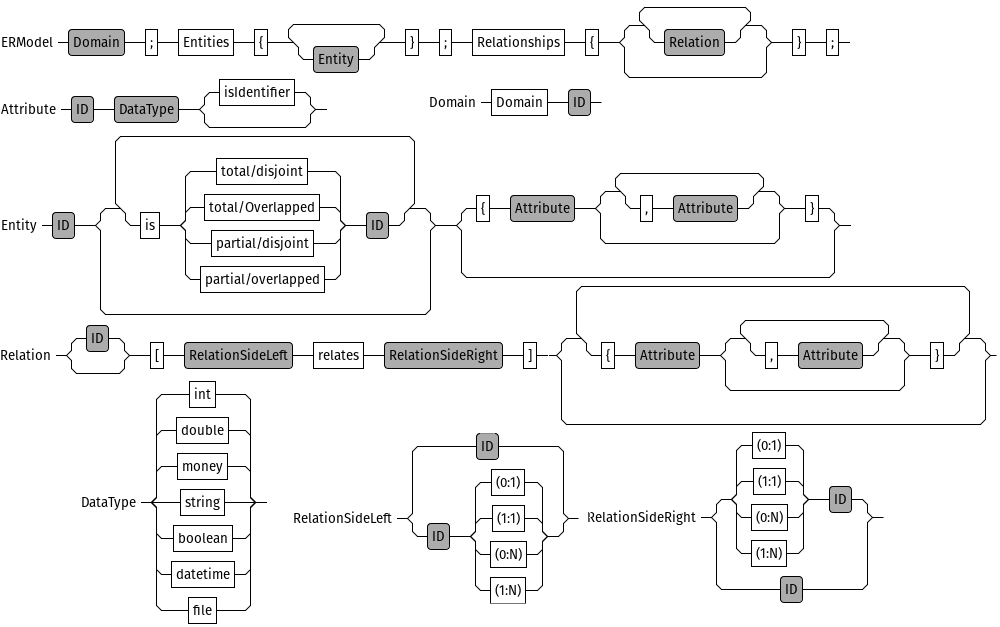 ERModel Domain ; Entities { Entity } ; Relationships { Relation } ;
Attribute ID DataType isIdentifier
Domain Domain ID
Entity ID is total/disjoint total/Overlapped partial/disjoint partial/overlapped ID { Attribute , Attribute }
Relation ID [ RelationSideLeft relates RelationSideRight ] { Attribute , Attribute }
DataType
int
double
money
string
boolean
datetime
file
RelationSideLeft
ID
ID
(0:1)
(1:1)
(0:N)
(1:N)
RelationSideRight
(0:1)
(1:1)
(0:N)
(1:N)
ID
ID